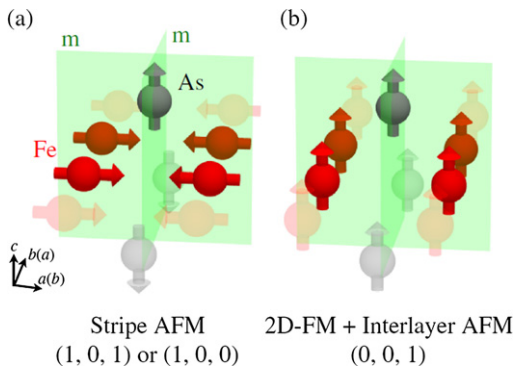 (a)
(b)
m
m
As
Fe
c
b(a)
a(b)
Stripe AFM
(1, 0, 1) or (1, 0, 0)
2D-FM + Interlayer AFM
(0, 0, 1)